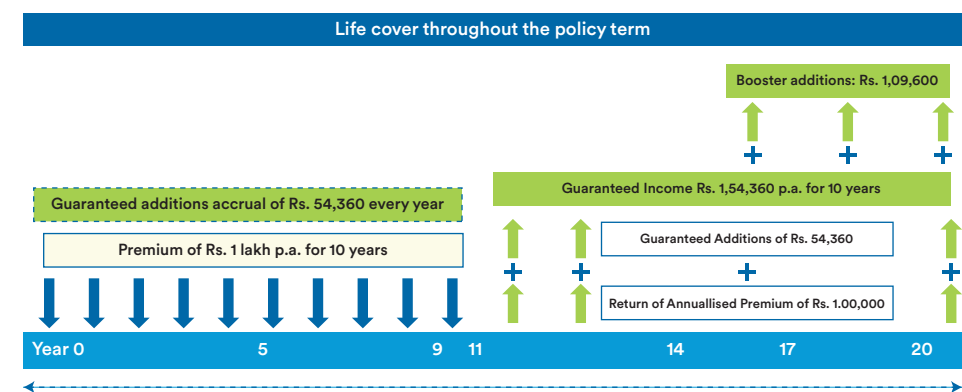 Life cover throughout the policy term
Booster additions: Rs. 1,09,600
Guaranteed additions accrual of Rs. 54,360 every year
Premium of Rs. 1 lakh p.a. for 10 years
Guaranteed Income Rs. 1,54,360 p.a. for 10 years
Guaranteed Additions of Rs. 54,360
Return of Annuallised Premium of Rs. 1.00,000
Year 0 5 9 11 14 17 20